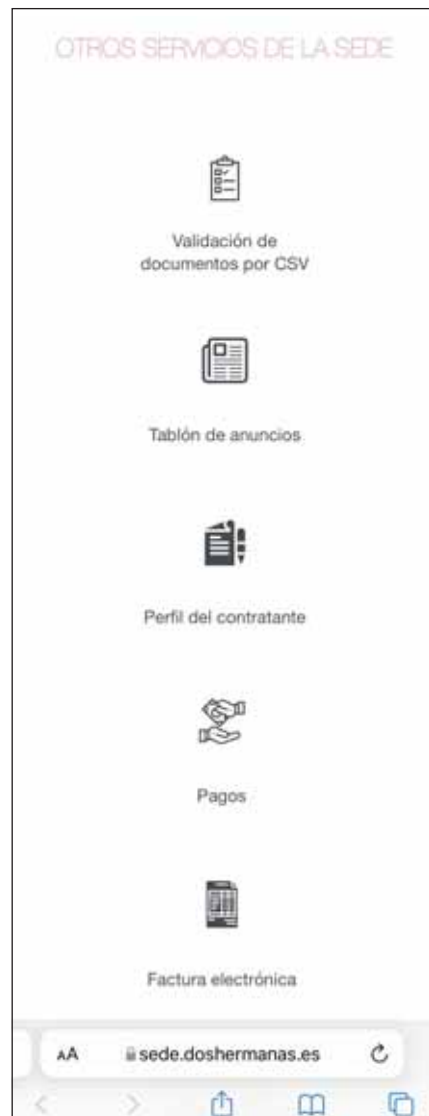 OTROS SERVICIOS DE LA SEDE
Validación de
documentos por CSV
Tablón de anuncios
Perfil del contratante
Pagos
Factura electrónica
AA
sede.doshermanas.es